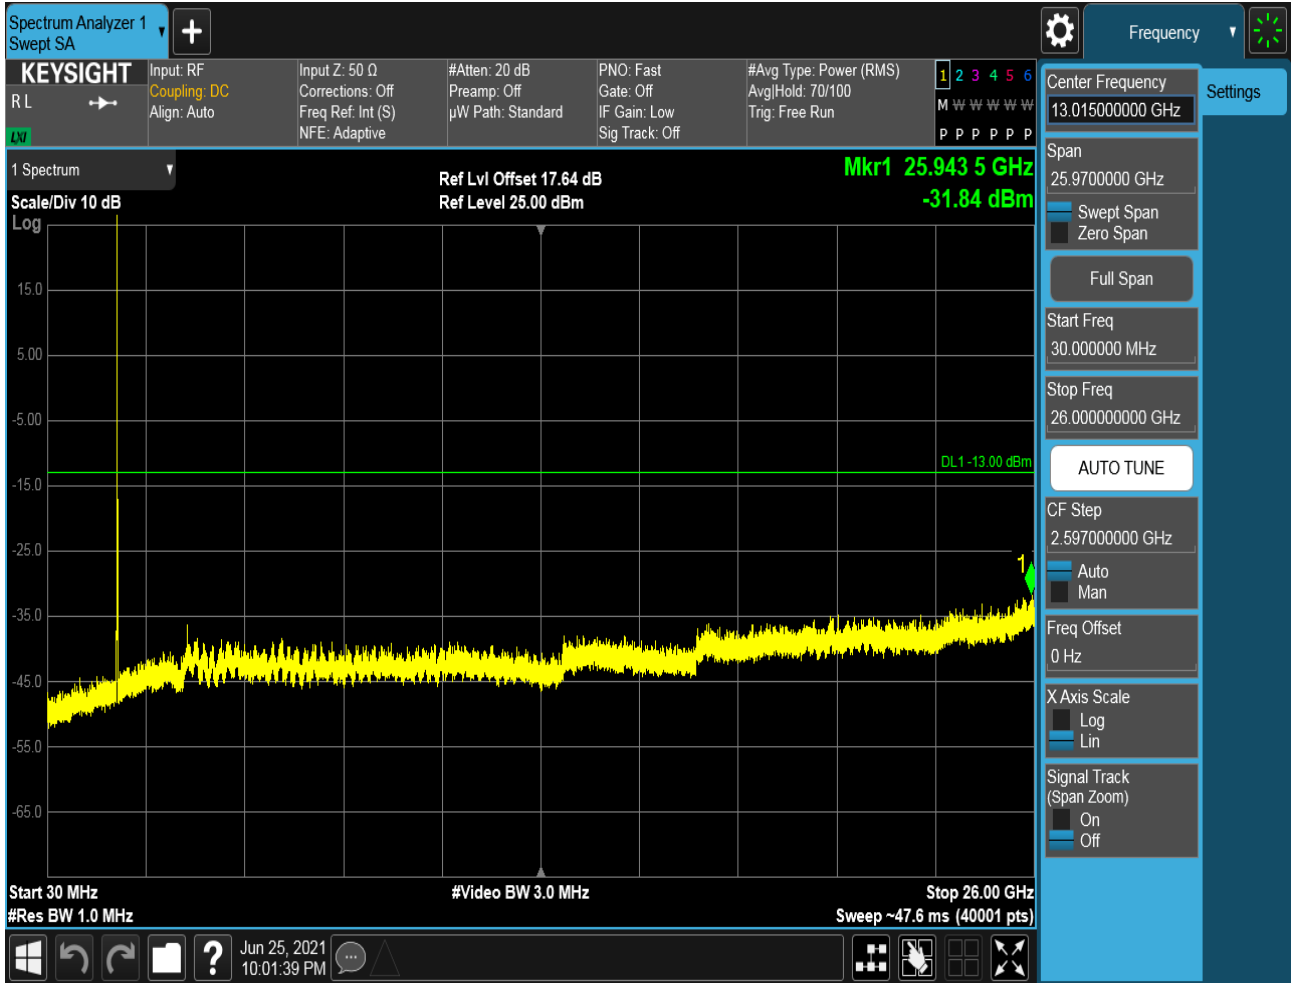 Spectrum Analyzer 1
Swept SA
Frequency
KEYSIGHT
R L
LXI
Input: RF
Coupling: DC
Align: Auto
Input Z: 50 Ω
Corrections: Off
Freq Ref: Int (S)
NFE: Adaptive
#Atten: 20 dB
Preamp: Off
µW Path: Standard
PNO: Fast
Gate: Off
IF Gain: Low
Sig Track: Off
#Avg Type: Power (RMS)
Avg|Hold: 70/100
Trig: Free Run
1 2 3 4 5 6
M W W W W W
P P P P P P
1 Spectrum
Scale/Div 10 dB
Log
Ref Lvl Offset 17.64 dB
Ref Level 25.00 dBm
Mkr1 25.943 5 GHz
-31.84 dBm
15.0
5.00
-5.00
-15.0
-25.0
-35.0
-45.0
-55.0
-65.0
DL1 -13.00 dBm
1
Start 30 MHz
#Res BW 1.0 MHz
#Video BW 3.0 MHz
Stop 26.00 GHz
Sweep ~47.6 ms (40001 pts)
Center Frequency
13.015000000 GHz
Settings
Span
25.9700000 GHz
Swept Span
Zero Span
Full Span
Start Freq
30.000000 MHz
Stop Freq
26.000000000 GHz
AUTO TUNE
CF Step
2.597000000 GHz
Auto
Man
Freq Offset
0 Hz
X Axis Scale
Log
Lin
Signal Track
(Span Zoom)
On
Off
?
Jun 25, 2021
10:01:39 PM